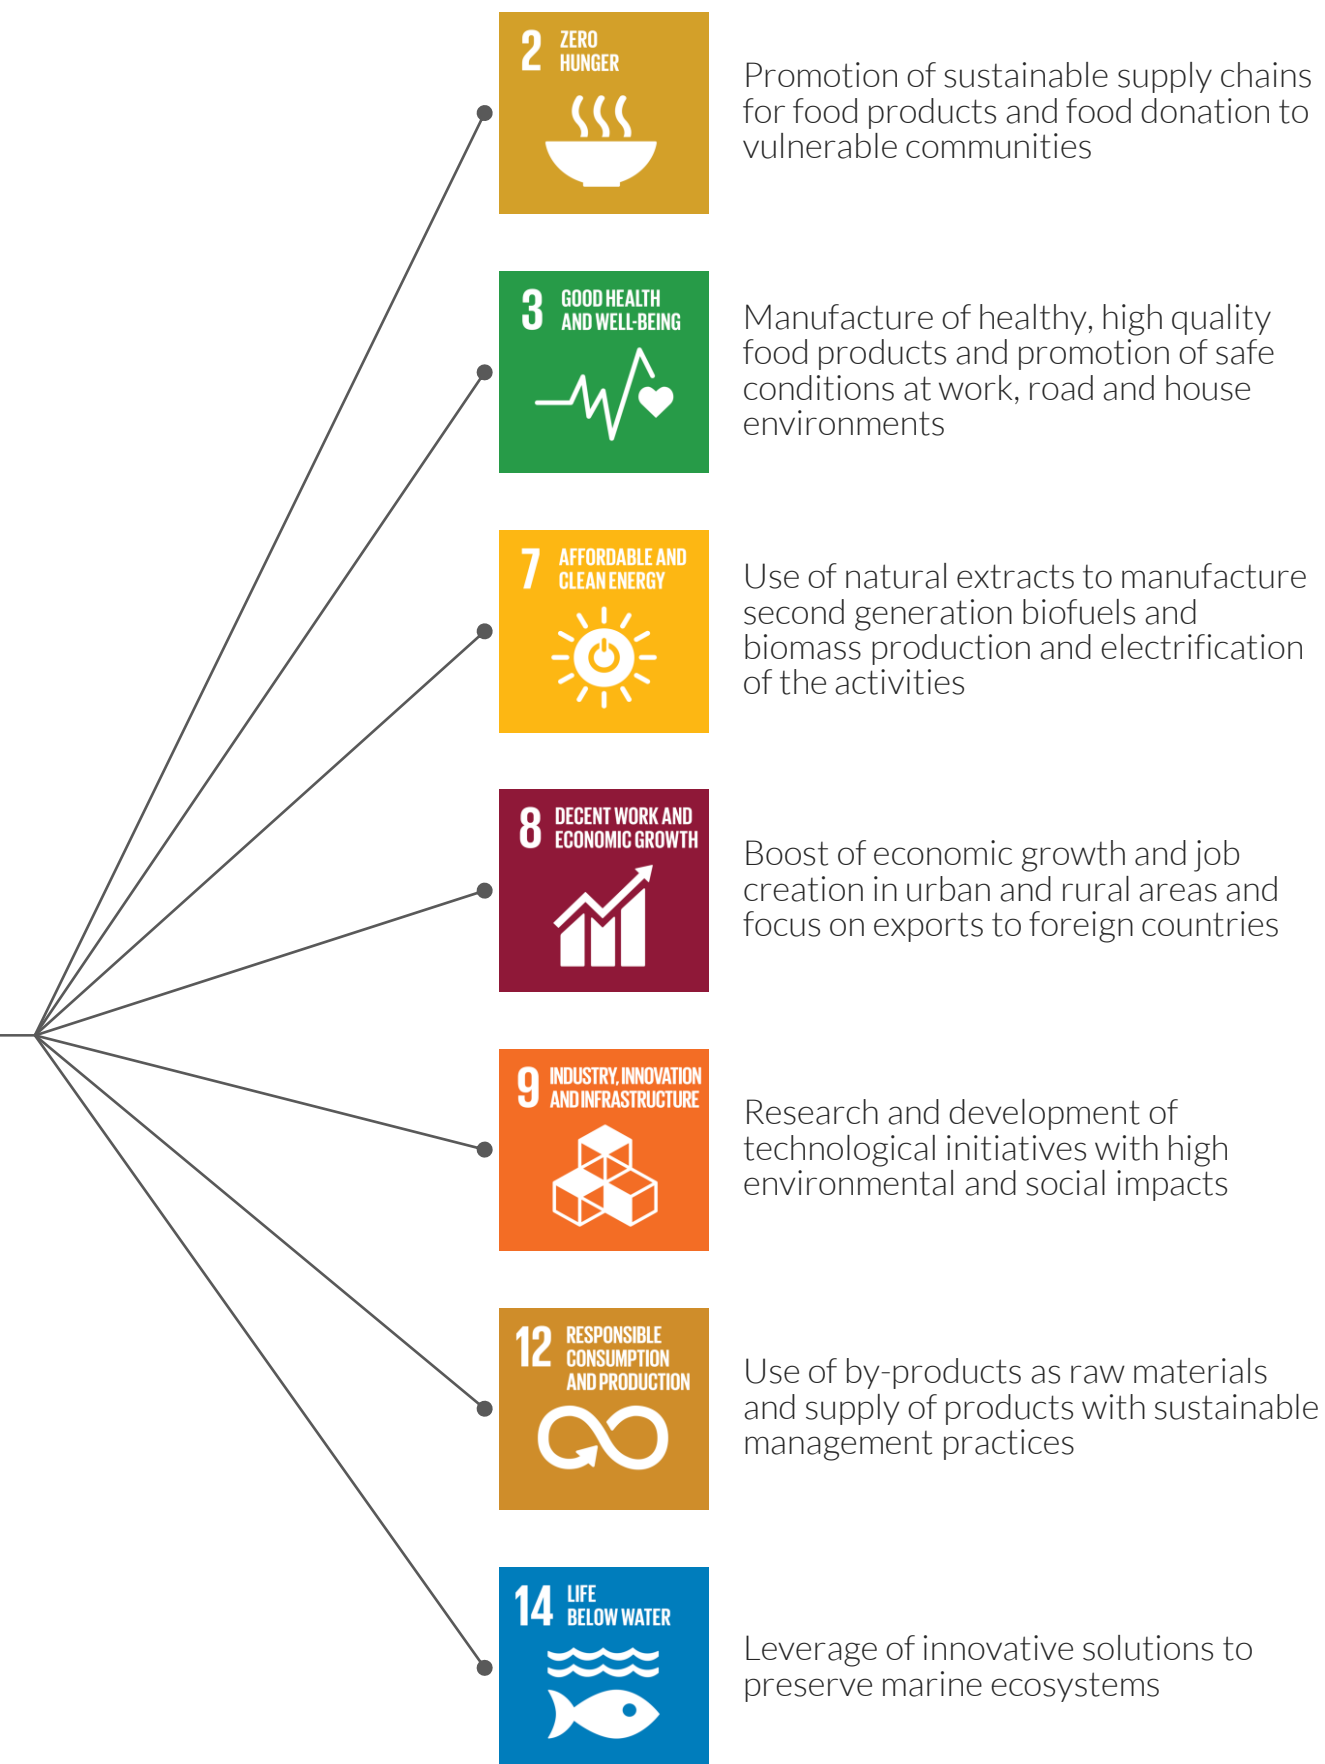 2 ZERO
HUNGER
Promotion of sustainable supply chains
for food products and food donation to
vulnerable communities
3 GOOD HEALTH
AND WELL-BEING
Manufacture of healthy, high quality
food products and promotion of safe
conditions at work, road and house
environments
7 AFFORDABLE AND
CLEAN ENERGY
Use of natural extracts to manufacture
second generation biofuels and
biomass production and electrification
of the activities
8 DECENT WORK AND
ECONOMIC GROWTH
Boost of economic growth and job
creation in urban and rural areas and
focus on exports to foreign countries
9 INDUSTRY, INNOVATION
AND INFRASTRUCTURE
Research and development of
technological initiatives with high
environmental and social impacts
12 RESPONSIBLE
CONSUMPTION
AND PRODUCTION
Use of by-products as raw materials
and supply of products with sustainable
management practices
14 LIFE
BELOW WATER
Leverage of innovative solutions to
preserve marine ecosystems